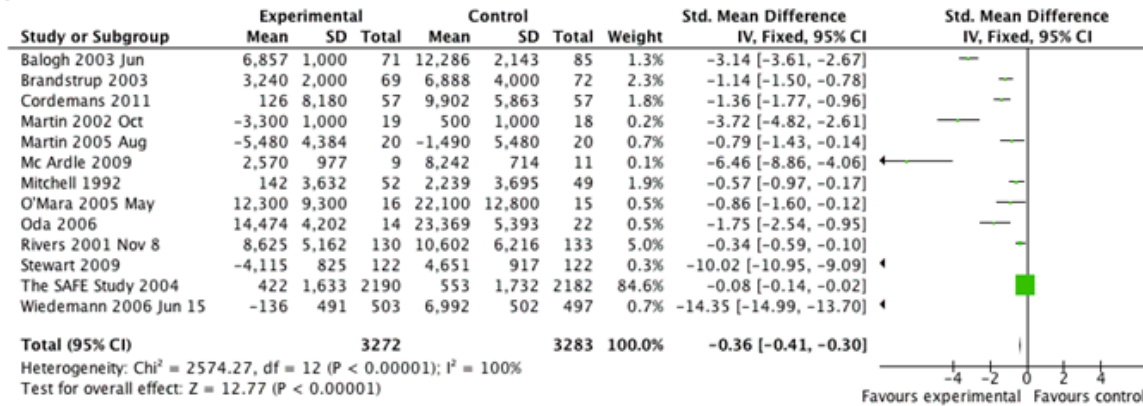 Experimental Control Std. Mean Difference Std. Mean Difference
Study or Subgroup Mean SD Total Mean SD Total Weight IV, Fixed, 95% CI IV, Fixed, 95% CI
Balogh 2003 Jun 6,857 1,000 71 12,286 2,143 85 1.3% -3.14 [-3.61, -2.67]
Brandstrup 2003 3,240 2,000 69 6,888 4,000 72 2.3% -1.14 [-1.50, -0.78]
Cordemans 2011 126 8,180 57 9,902 5,863 57 1.8% -1.36 [-1.77, -0.96]
Martin 2002 Oct -3,300 1,000 19 500 1,000 18 0.2% -3.72 [-4.82, -2.61]
Martin 2005 Aug -5,480 4,384 20 -1,490 5,480 20 0.7% -0.79 [-1.43, -0.14]
Mc Ardle 2009 2,570 977 9 8,242 714 11 0.1% -6.46 [-8.86, -4.06]
Mitchell 1992 142 3,632 52 2,239 3,695 49 1.9% -0.57 [-0.97, -0.17]
O'Mara 2005 May 12,300 9,300 16 22,100 12,800 15 0.6% -0.86 [-1.60, -0.12]
Oda 2006 14,474 4,202 14 23,369 5,393 22 0.5% -1.75 [-2.54, -0.95]
Rivers 2001 Nov 8 8,625 5,162 130 10,602 6,216 133 5.0% -0.34 [-0.59, -0.10]
Stewart 2009 -4,115 825 122 4,651 917 122 0.3% -10.02 [-10.95, -9.09]
The SAFE Study 2004 422 1,633 2190 553 1,732 2182 84.6% -0.08 [-0.14, -0.02]
Wiedemann 2006 Jun 15 -136 491 503 6,992 502 497 0.7% -14.35 [-14.99, -13.70]
Total (95% CI) 3272 3283 100.0% -0.36 [-0.41, -0.30]
Heterogeneity: Chi² = 2574.27, df = 12 (P < 0.00001); I² = 100%
Test for overall effect: Z = 12.77 (P < 0.00001)
-4 -2 0 2 4
Favours experimental Favours control